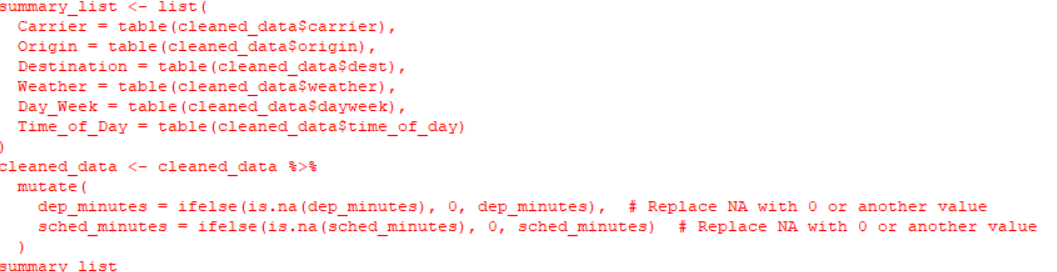 summary_list <- list(
  Carrier = table(cleaned_data$carrier),
  Origin = table(cleaned_data$origin),
  Destination = table(cleaned_data$dest),
  Weather = table(cleaned_data$weather),
  Day_Week = table(cleaned_data$dayweek),
  Time_of_Day = table(cleaned_data$time_of_day)
)
cleaned_data <- cleaned_data %>%
  mutate(
    dep_minutes = ifelse(is.na(dep_minutes), 0, dep_minutes),  # Replace NA with 0 or another value
    sched_minutes = ifelse(is.na(sched_minutes), 0, sched_minutes)  # Replace NA with 0 or another value
  )
summary_list